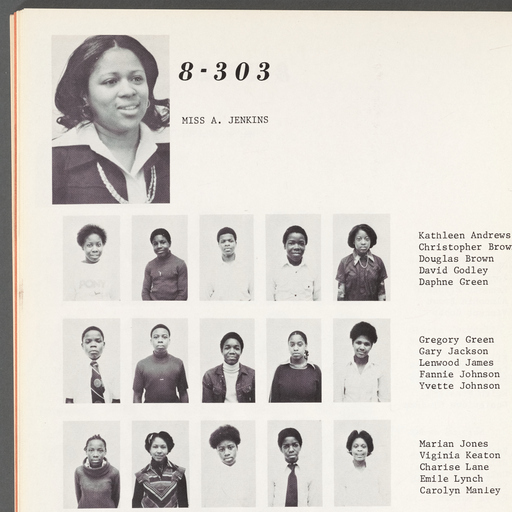 8-303
MISS A. JENKINS
PONY
Kathleen Andrews
Christopher Brow
Douglas Brown
David Godley
Daphne Green
Gregory Green
Gary Jackson
Lenwood James
Fannie Johnson
Yvette Johnson
Marian Jones
Viginia Keaton
Charise Lane
Emile Lynch
Carolyn Manley